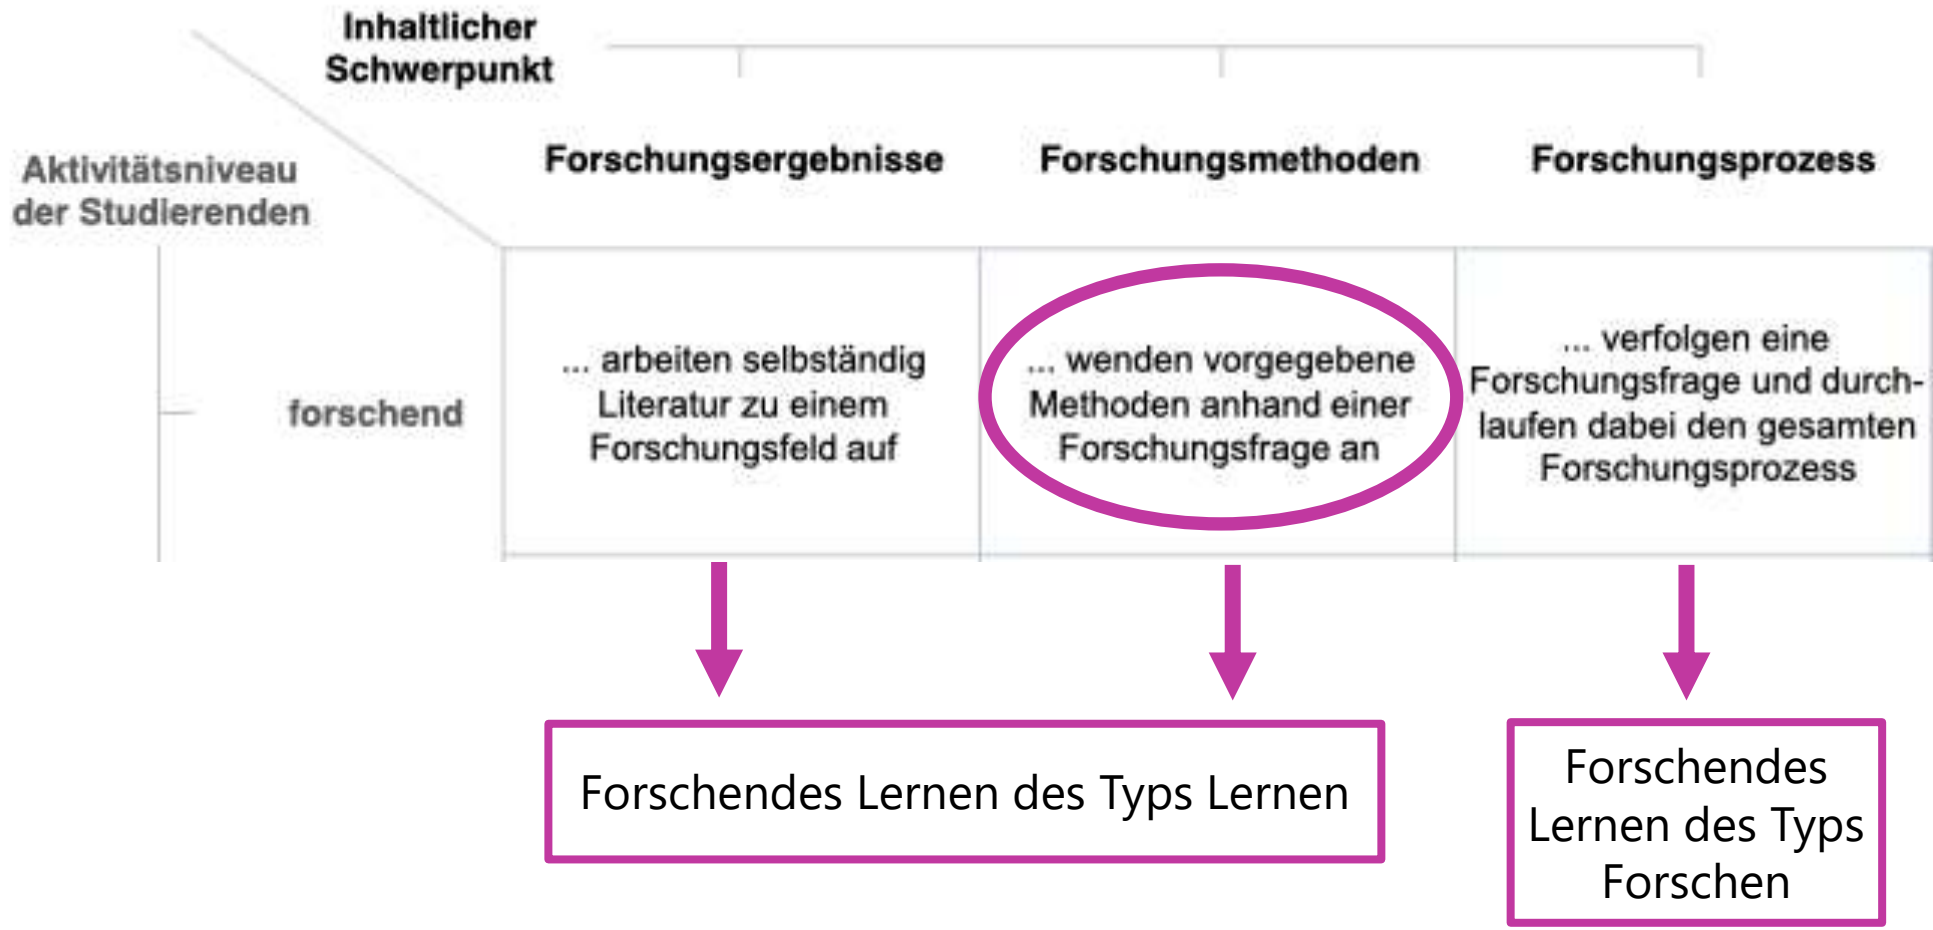 Inhaltlicher
Schwerpunkt
Aktivitätsniveau
der Studierenden
Forschungsergebnisse
Forschungsmethoden
Forschungsprozess
forschend
... arbeiten selbständig
Literatur zu einem
Forschungsfeld auf
... wenden vorgegebene
Methoden anhand einer
Forschungsfrage an
... verfolgen eine
Forschungsfrage und durch-
laufen dabei den gesamten
Forschungsprozess
Forschendes Lernen des Typs Lernen
Forschendes
Lernen des Typs
Forschen